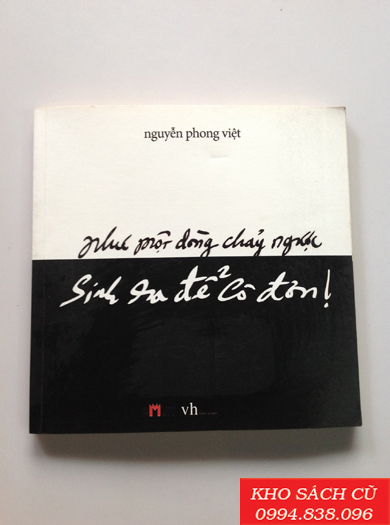 nguyễn phong việt
như một dòng chảy ngược
Sinh ra để cô đơn!
vh
KHO SÁCH CŨ
0994.838.096